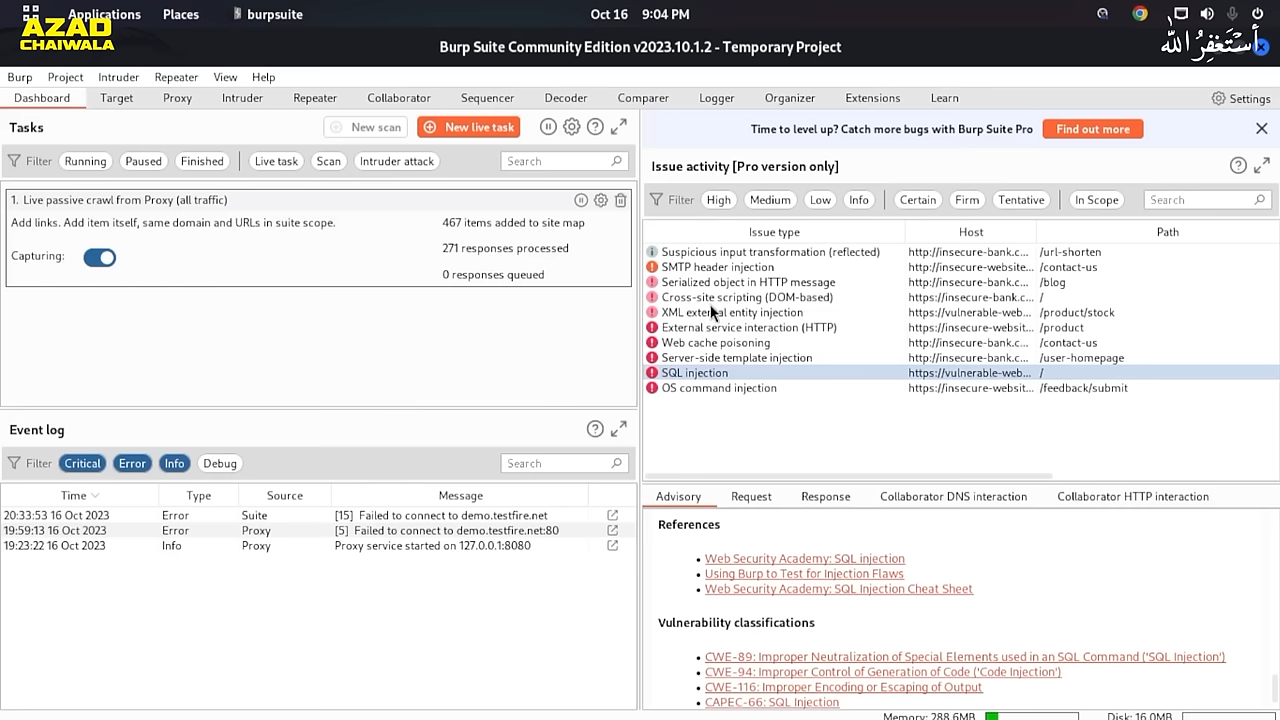 Applications Places burpsuite Oct 16 9:04 PM
AZAD
CHAIWALA
أستغفر الله
Burp Suite Community Edition v2023.10.1.2 - Temporary Project
Burp Project Intruder Repeater View Help
Dashboard Target Proxy Intruder Repeater Collaborator Sequencer Decoder Comparer Logger Organizer Extensions Learn Settings
Tasks New scan New live task
Filter Running Paused Finished Live task Scan Intruder attack Search
1. Live passive crawl from Proxy (all traffic)
Add links. Add item itself, same domain and URLs in suite scope. 467 items added to site map
271 responses processed
Capturing:
0 responses queued
Event log
Filter Critical Error Info Debug Search
Time Type Source Message
20:33:53 16 Oct 2023 Error Suite [15] Failed to connect to demo.testfire.net
19:59:13 16 Oct 2023 Error Proxy [5] Failed to connect to demo.testfire.net:80
19:23:22 16 Oct 2023 Info Proxy Proxy service started on 127.0.0.1:8080
Time to level up? Catch more bugs with Burp Suite Pro Find out more
Issue activity [Pro version only]
Filter High Medium Low Info Certain Firm Tentative In Scope Search
Issue type Host Path
Suspicious input transformation (reflected) http://insecure-bank.c... /url-shorten
SMTP header injection http://insecure-website... /contact-us
Serialized object in HTTP message http://insecure-bank.c... /blog
Cross-site scripting (DOM-based) https://insecure-bank.c... /
XML external entity injection https://vulnerable-web... /product/stock
External service interaction (HTTP) https://insecure-websit... /product
Web cache poisoning http://insecure-bank.c... /contact-us
Server-side template injection http://insecure-bank.c... /user-homepage
SQL injection https://vulnerable-web... /
OS command injection https://insecure-websit... /feedback/submit
Advisory Request Response Collaborator DNS interaction Collaborator HTTP interaction
References
• Web Security Academy: SQL injection
• Using Burp to Test for Injection Flaws
• Web Security Academy: SQL Injection Cheat Sheet
Vulnerability classifications
• CWE-89: Improper Neutralization of Special Elements used in an SQL Command ('SQL Injection')
• CWE-94: Improper Control of Generation of Code ('Code Injection')
• CWE-116: Improper Encoding or Escaping of Output
• CAPEC-66: SQL Injection
Memory: 288.6MB Disk: 16.0MB